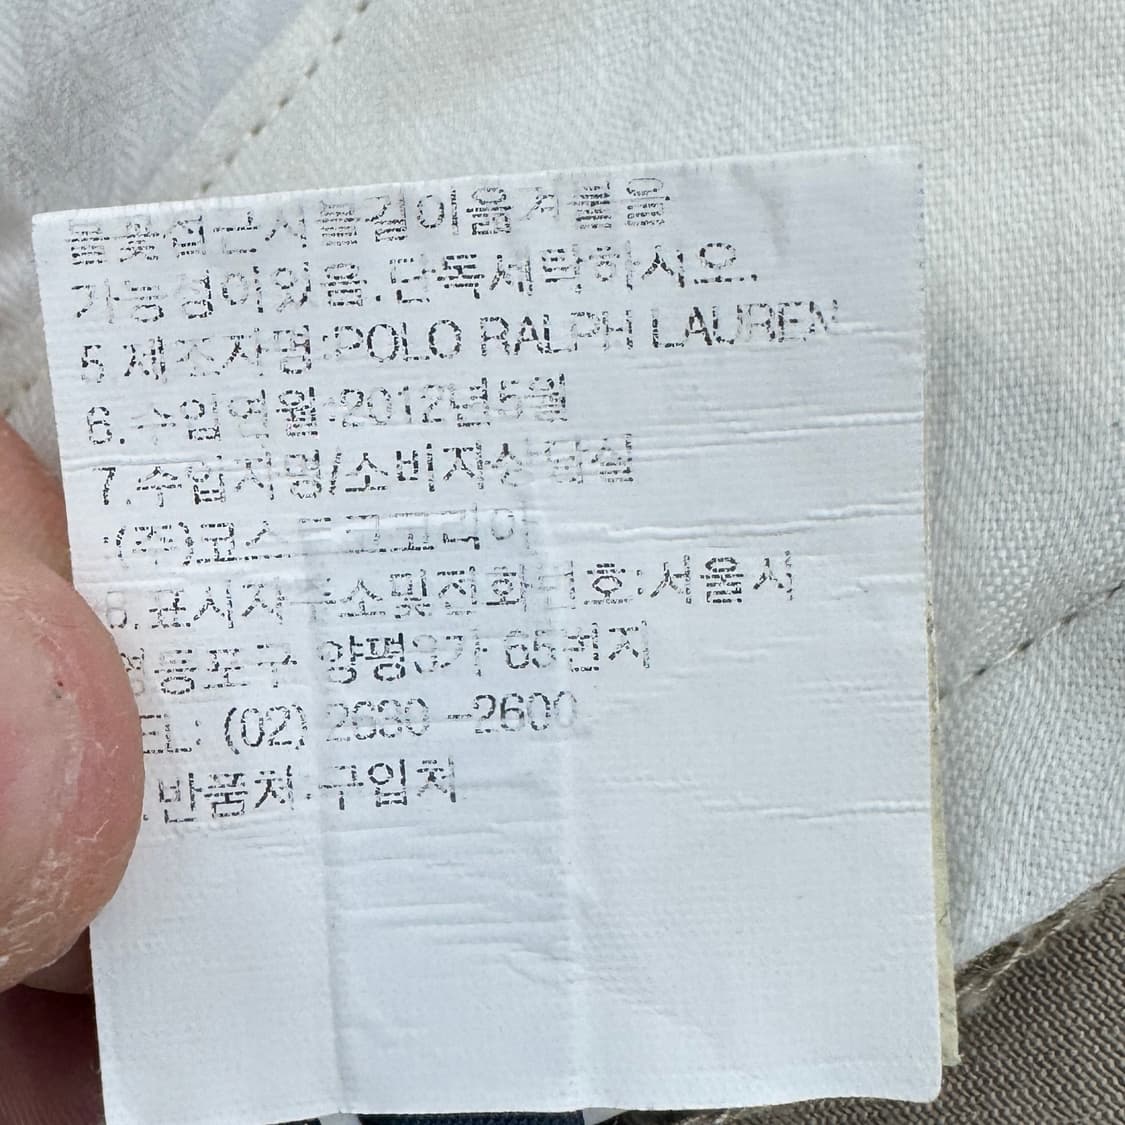 가능성이있음.단독세탁하시오.
5.제조자명:POLO RALPH LAUREN
6.수입연월:2012년5월
7.수입자명/소비자상담실
:(주)코스트코코리아
8.표시자주소및전화번호:서울시
영등포구 양평3가 65번지
TEL: (02) 2630-2600
.반품처:구입처